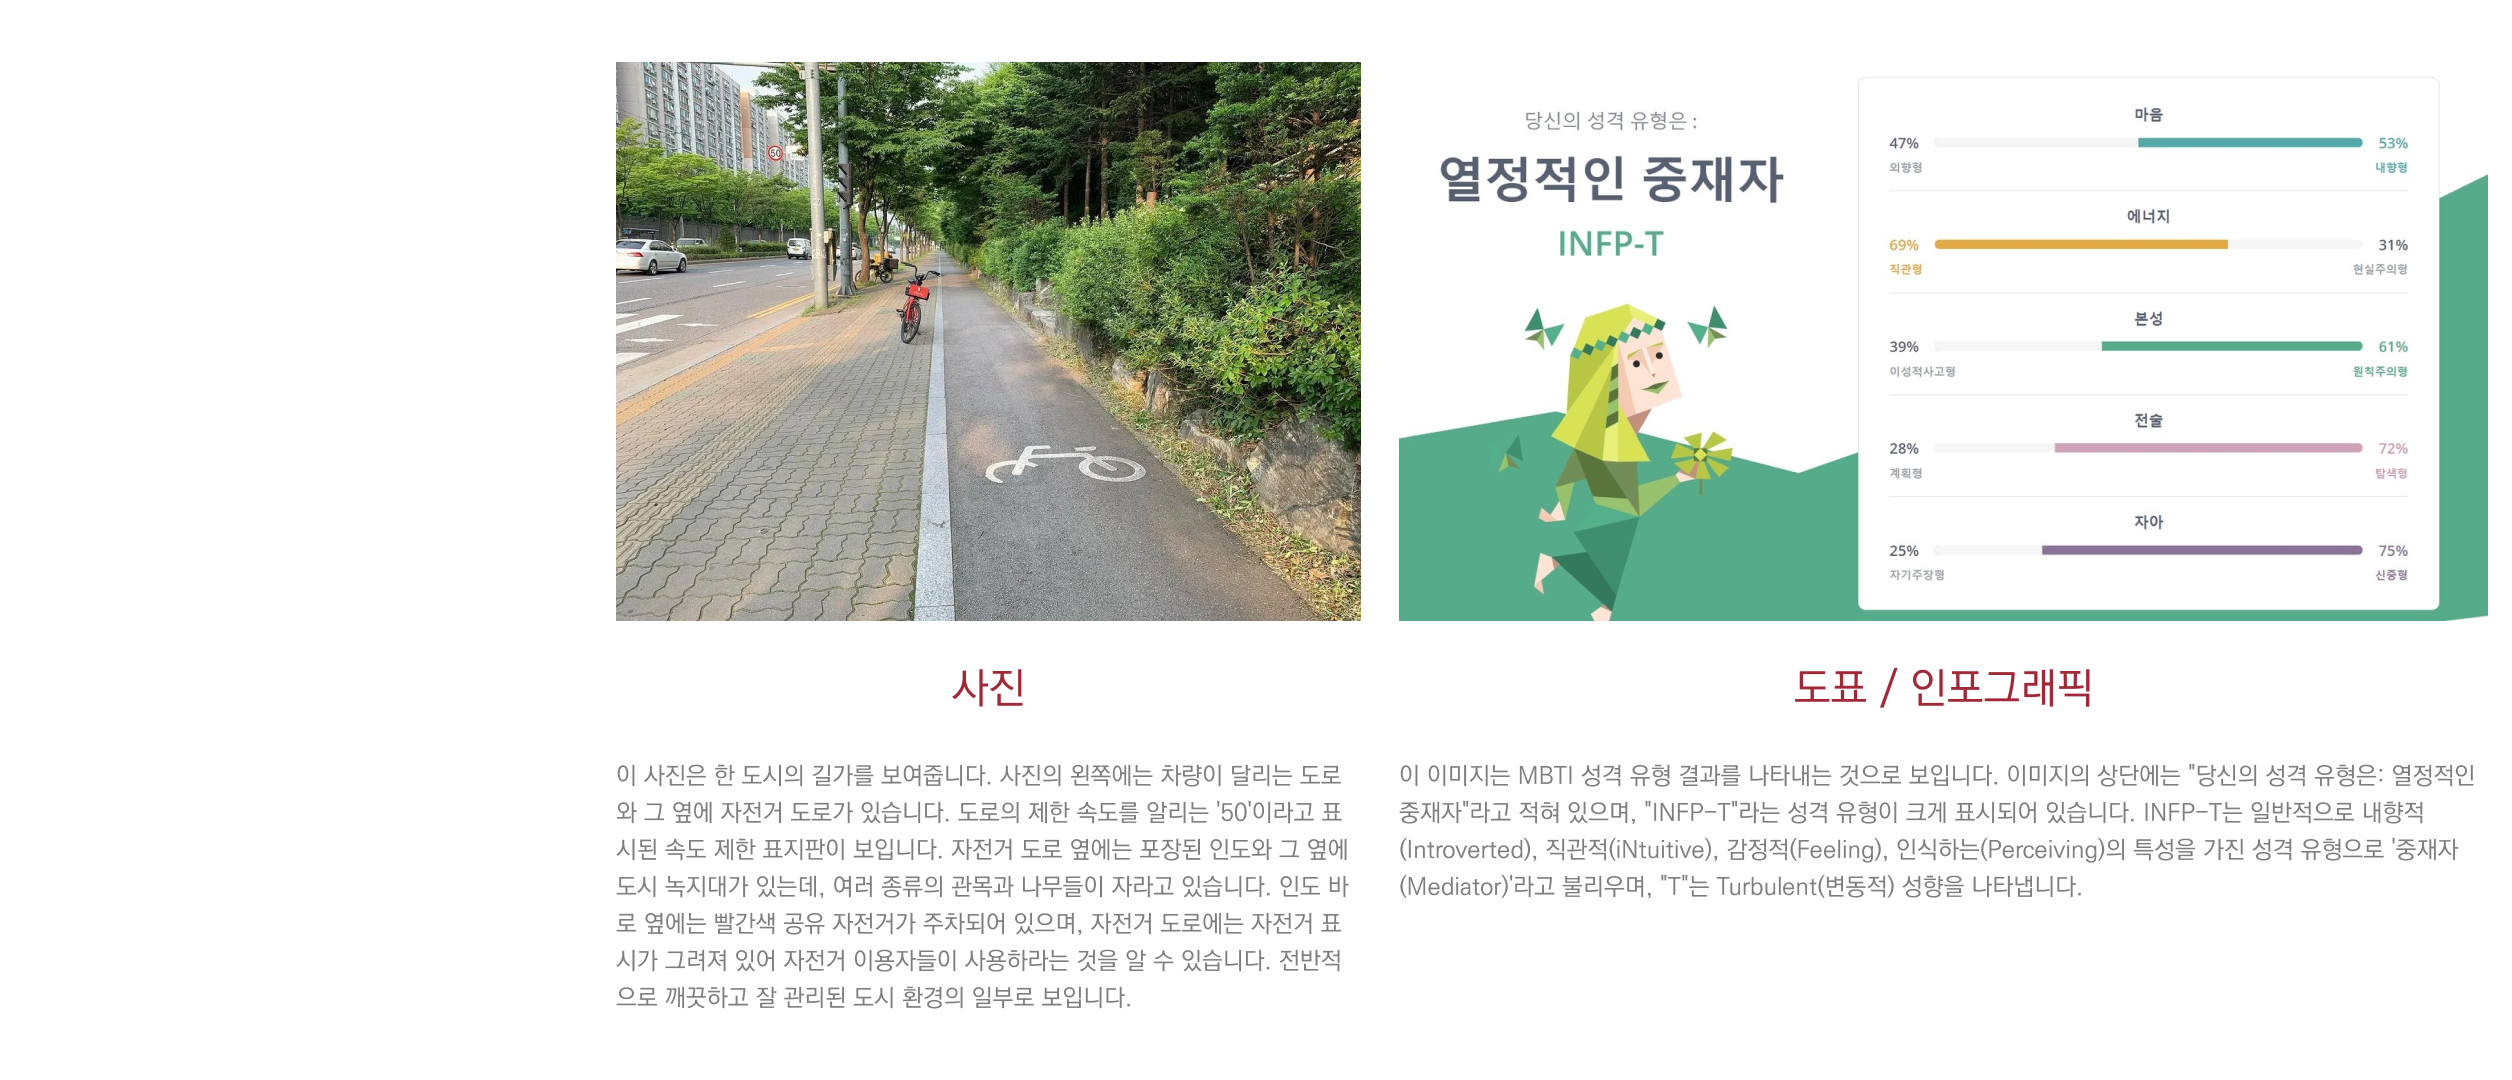 50
당신의 성격 유형은 :
열정적인 중재자
INFP-T
마음
47% 53%
외향형 내향형
에너지
69% 31%
직관형 현실주의형
본성
39% 61%
이성적사고형 원칙주의형
전술
28% 72%
계획형 탐색형
자아
25% 75%
자기주장형 신중형
사진
이 사진은 한 도시의 길가를 보여줍니다. 사진의 왼쪽에는 차량이 달리는 도로
와 그 옆에 자전거 도로가 있습니다. 도로의 제한 속도를 알리는 '50'이라고 표
시된 속도 제한 표지판이 보입니다. 자전거 도로 옆에는 포장된 인도와 그 옆에
도시 녹지대가 있는데, 여러 종류의 관목과 나무들이 자라고 있습니다. 인도 바
로 옆에는 빨간색 공유 자전거가 주차되어 있으며, 자전거 도로에는 자전거 표
시가 그려져 있어 자전거 이용자들이 사용하라는 것을 알 수 있습니다. 전반적
으로 깨끗하고 잘 관리된 도시 환경의 일부로 보입니다.
도표 / 인포그래픽
이 이미지는 MBTI 성격 유형 결과를 나타내는 것으로 보입니다. 이미지의 상단에는 "당신의 성격 유형은: 열정적인
중재자"라고 적혀 있으며, "INFP-T"라는 성격 유형이 크게 표시되어 있습니다. INFP-T는 일반적으로 내향적
(Introverted), 직관적(iNtuitive), 감정적(Feeling), 인식하는(Perceiving)의 특성을 가진 성격 유형으로 '중재자
(Mediator)'라고 불리우며, "T"는 Turbulent(변동적) 성향을 나타냅니다.